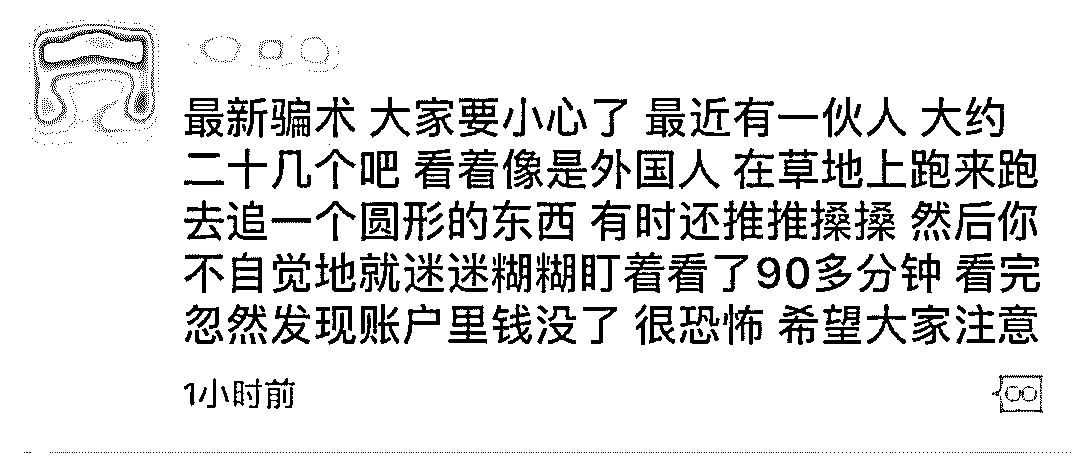 最新骗术 大家要小心了 最近有一伙人 大约
二十几个吧 看着像是外国人 在草地上跑来跑
去追一个圆形的东西 有时还推推搡搡 然后你
不自觉地就迷迷糊糊盯着看了90多分钟 看完
忽然发现账户里钱没了 很恐怖 希望大家注意
1小时前